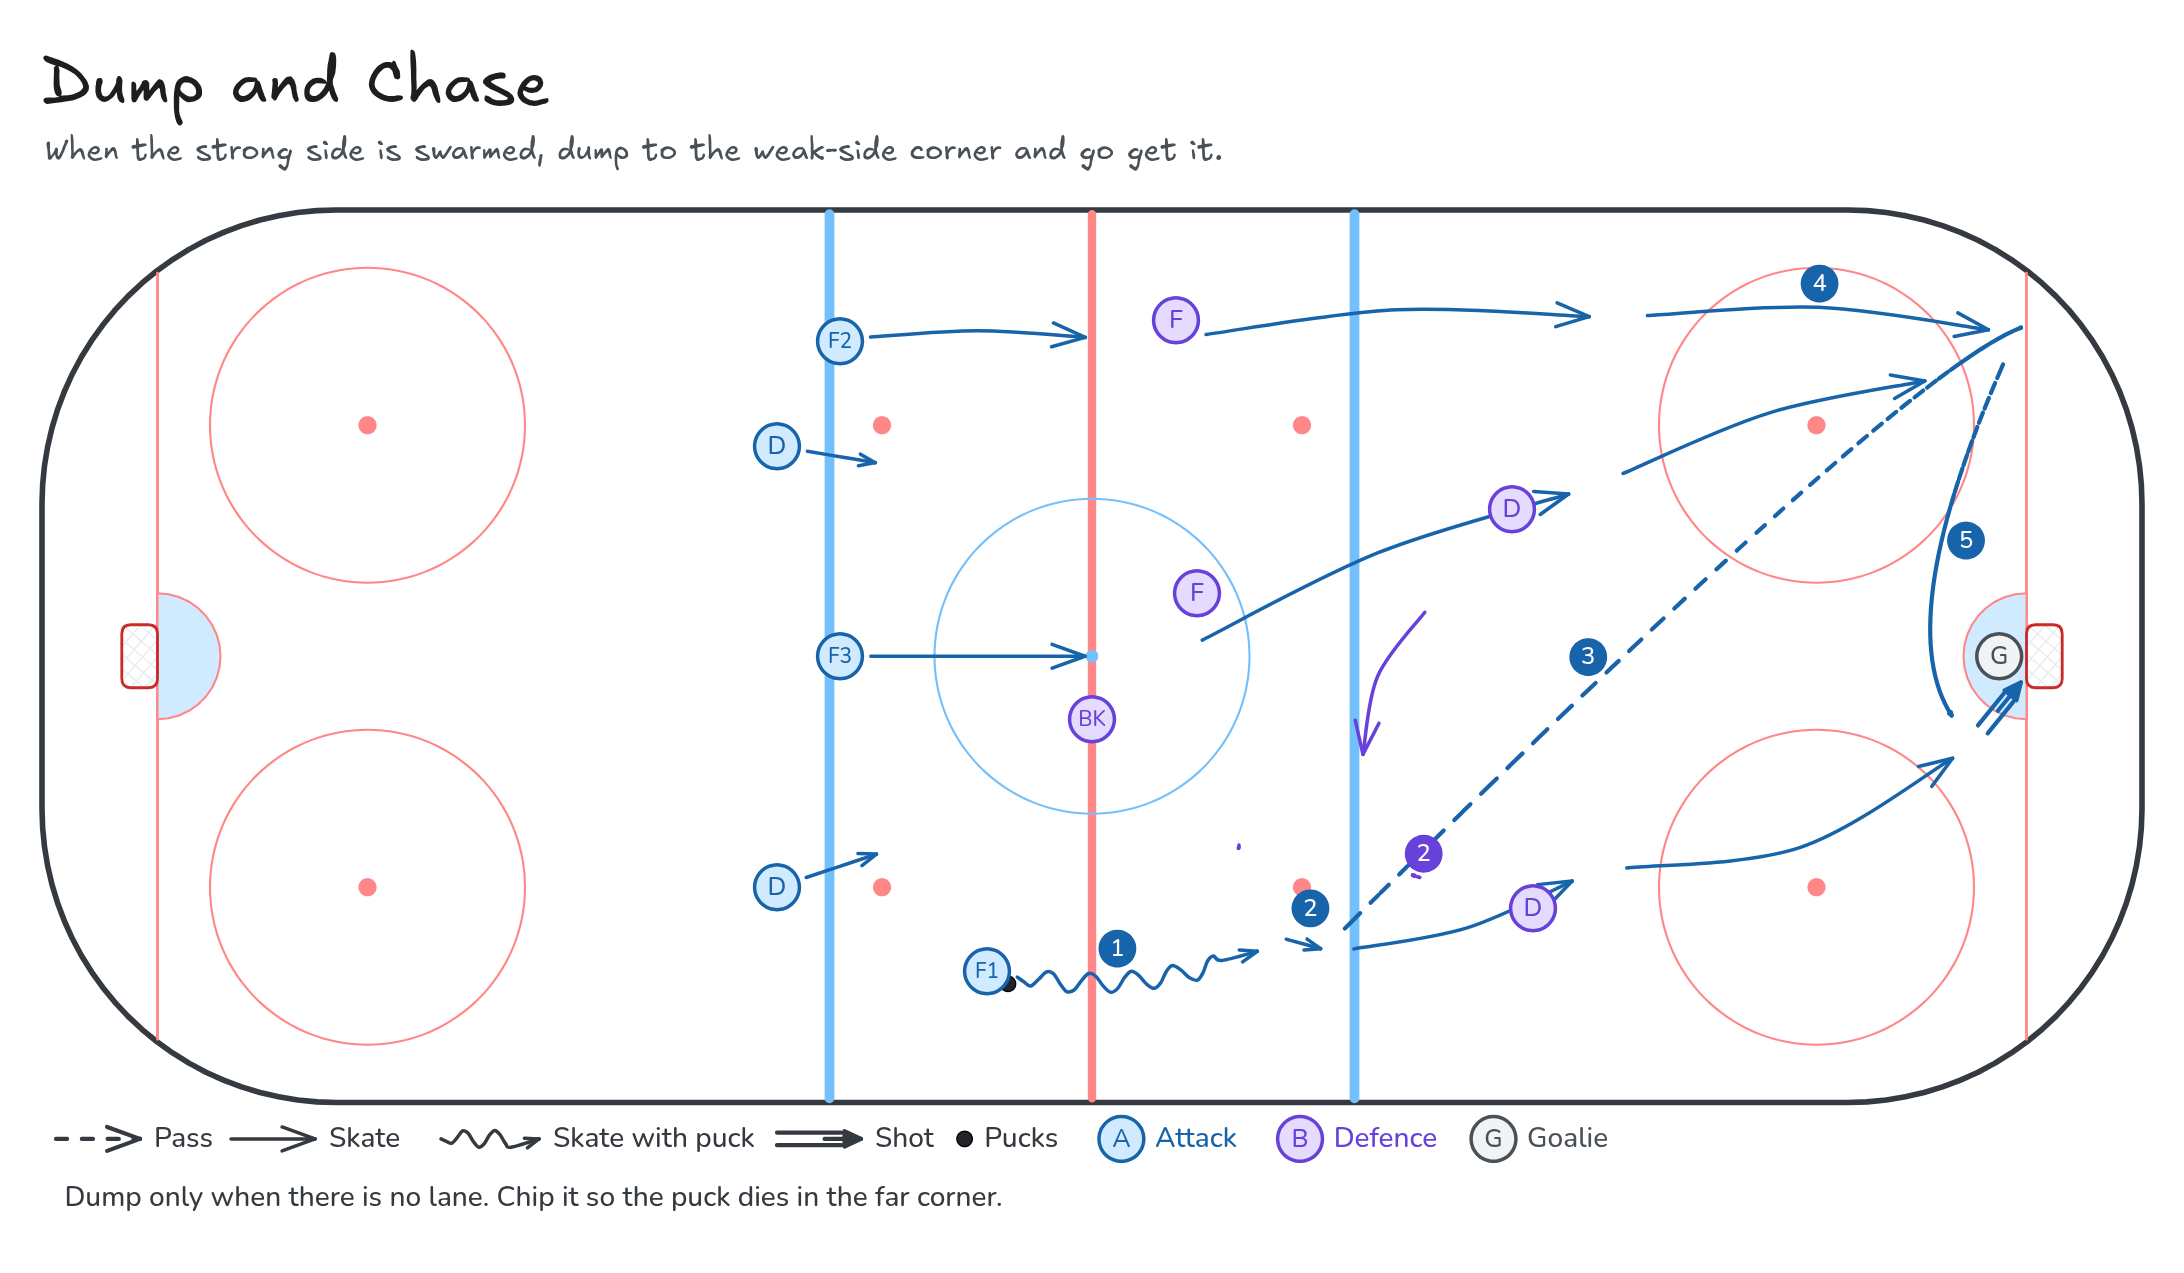 Dump and Chase
When the strong side is swarmed, dump to the weak-side corner and go get it.
4
F
F2
D
D
5
F
F3
3
G
BK
2
D
2
D
1
F1
Pass Skate Skate with puck Shot Pucks A Attack B Defence G Goalie
Dump only when there is no lane. Chip it so the puck dies in the far corner.